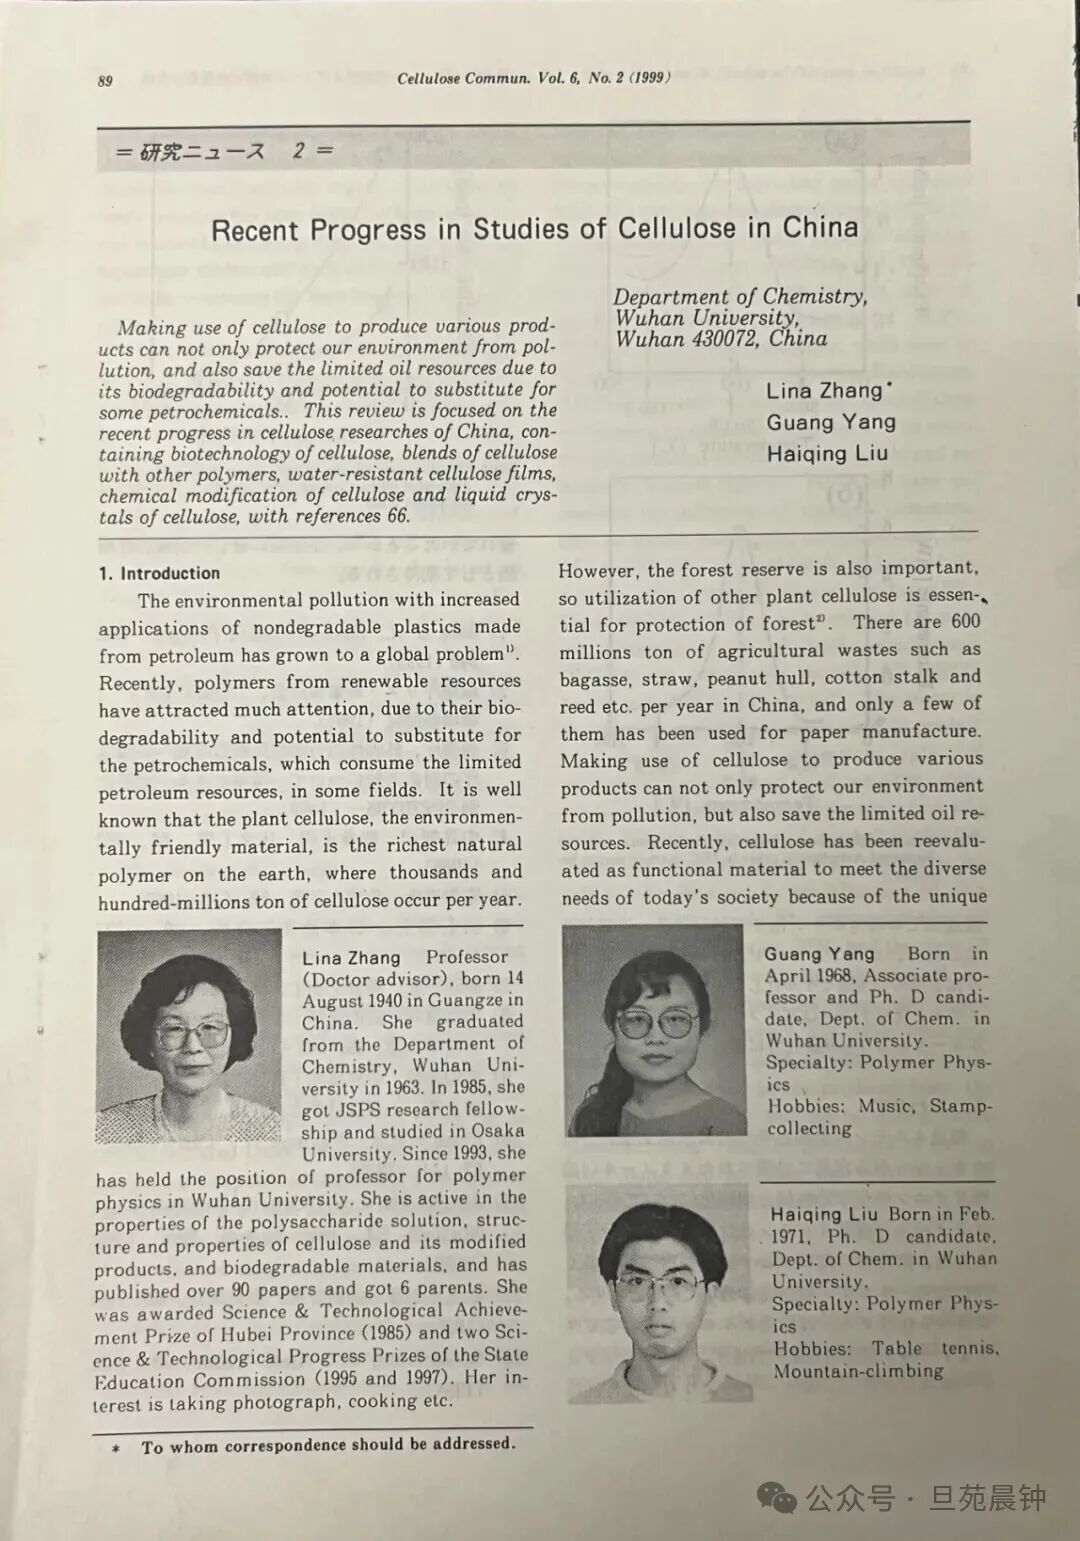 89
Cellulose Commun. Vol. 6, No. 2 (1999)
= 研究ニュース 2 =
Recent Progress in Studies of Cellulose in China
Department of Chemistry,
Wuhan University,
Wuhan 430072, China
Lina Zhang*
Guang Yang
Haiqing Liu
Making use of cellulose to produce various prod-
ucts can not only protect our environment from pol-
lution, and also save the limited oil resources due to
its biodegradability and potential to substitute for
some petrochemicals.. This review is focused on the
recent progress in cellulose researches of China, con-
taining biotechnology of cellulose, blends of cellulose
with other polymers, water-resistant cellulose films,
chemical modification of cellulose and liquid crys-
tals of cellulose, with references 66.
1. Introduction
The environmental pollution with increased
applications of nondegradable plastics made
from petroleum has grown to a global problem1).
Recently, polymers from renewable resources
have attracted much attention, due to their bio-
degradability and potential to substitute for
the petrochemicals, which consume the limited
petroleum resources, in some fields. It is well
known that the plant cellulose, the environmen-
tally friendly material, is the richest natural
polymer on the earth, where thousands and
hundred-millions ton of cellulose occur per year.
However, the forest reserve is also important,
so utilization of other plant cellulose is essen-
tial for protection of forest2). There are 600
millions ton of agricultural wastes such as
bagasse, straw, peanut hull, cotton stalk and
reed etc. per year in China, and only a few of
them has been used for paper manufacture.
Making use of cellulose to produce various
products can not only protect our environment
from pollution, but also save the limited oil re-
sources. Recently, cellulose has been reevalu-
ated as functional material to meet the diverse
needs of today's society because of the unique
Lina Zhang Professor
(Doctor advisor), born 14
August 1940 in Guangze in
China. She graduated
from the Department of
Chemistry, Wuhan Uni-
versity in 1963. In 1985, she
got JSPS research fellow-
ship and studied in Osaka
University. Since 1993, she
has held the position of professor for polymer
physics in Wuhan University. She is active in the
properties of the polysaccharide solution, struc-
ture and properties of cellulose and its modified
products, and biodegradable materials, and has
published over 90 papers and got 6 parents. She
was awarded Science & Technological Achieve-
ment Prize of Hubei Province (1985) and two Sci-
ence & Technological Progress Prizes of the State
Education Commission (1995 and 1997). Her in-
terest is taking photograph, cooking etc.
Guang Yang Born in
April 1968, Associate pro-
fessor and Ph. D candi-
date, Dept. of Chem. in
Wuhan University.
Specialty: Polymer Phys-
ics
Hobbies: Music, Stamp-
collecting
Haiqing Liu Born in Feb.
1971, Ph. D candidate,
Dept. of Chem. in Wuhan
University.
Specialty: Polymer Phys-
ics
Hobbies: Table tennis,
Mountain-climbing
* To whom correspondence should be addressed.
公众号 · 旦苑晨钟